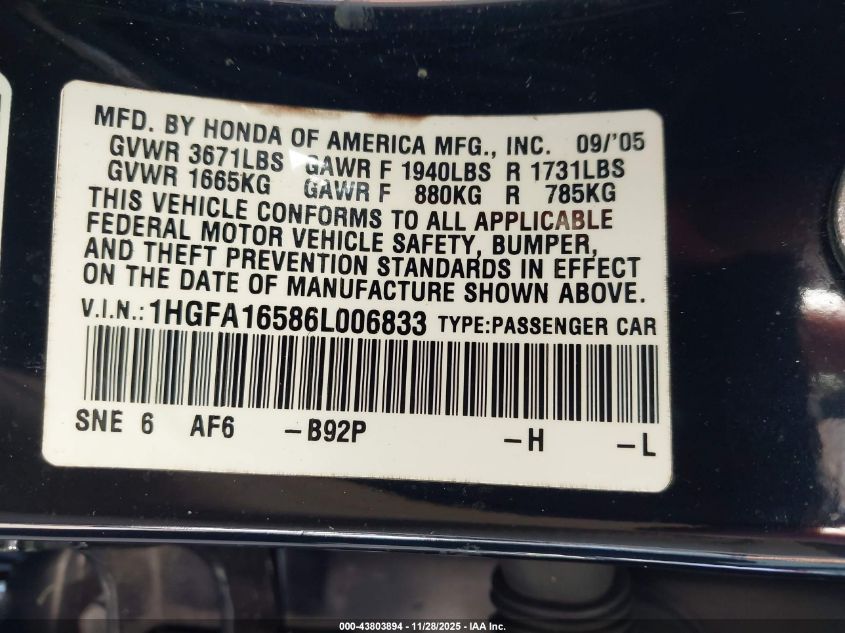 MFD. BY HONDA OF AMERICA MFG., INC. 09/'05
GVWR 3671LBS GAWR F 1940LBS R 1731LBS
GVWR 1665KG GAWR F 880KG R 785KG
THIS VEHICLE CONFORMS TO ALL APPLICABLE
FEDERAL MOTOR VEHICLE SAFETY, BUMPER,
AND THEFT PREVENTION STANDARDS IN EFFECT
ON THE DATE OF MANUFACTURE SHOWN ABOVE.
V.I.N.: 1HGFA16586L006833 TYPE:PASSENGER CAR
SNE 6 AF6 -B92P -H -L
000-43803894 | 11/28/2025 | IAA Inc.